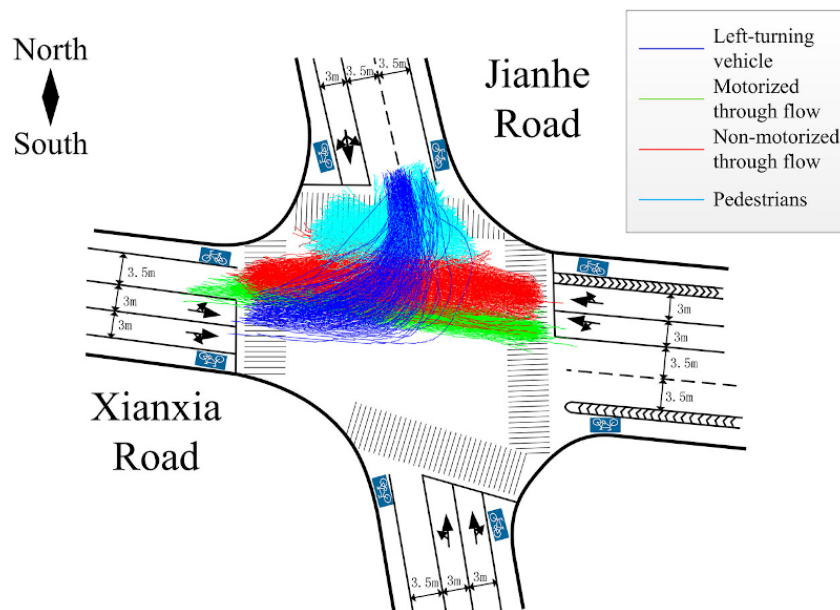 North
South
Jianhe
Road
Left-turning
vehicle
Motorized
through flow
Non-motorized
through flow
Pedestrians
3m
3.5m
3.5m
3.5m
3m
3m
3m
3m
3.5m
3.5m
Xianxia
Road
3.5m
3m
3m